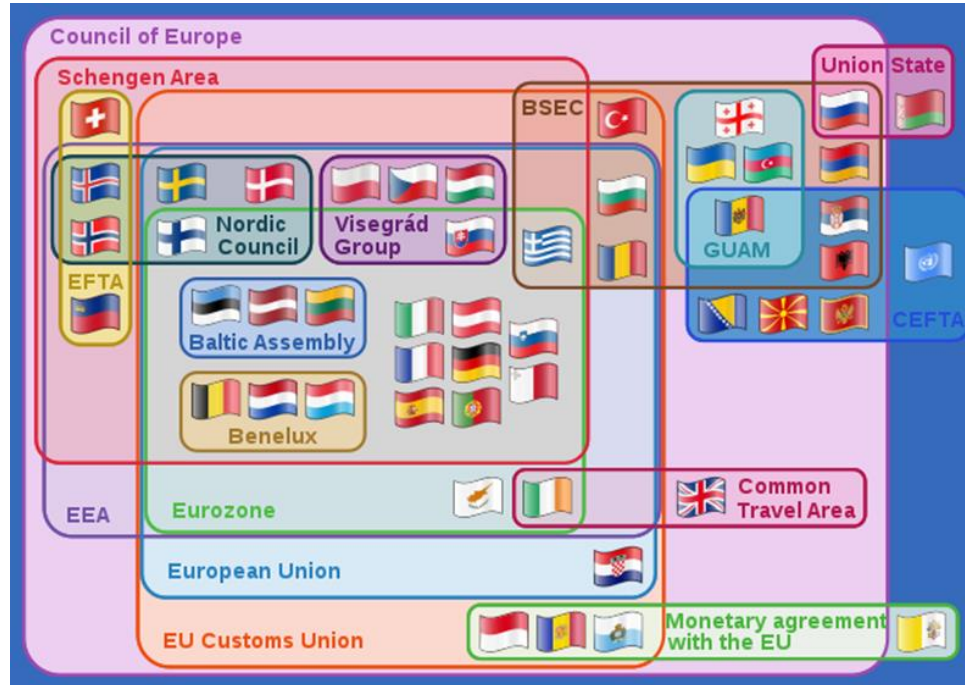 Council of Europe
Schengen Area
Union State
BSEC
Nordic
Council
Visegrád
Group
GUAM
EFTA
CEFTA
Baltic Assembly
Benelux
Common
Travel Area
EEA
Eurozone
European Union
EU Customs Union
Monetary agreement
with the EU